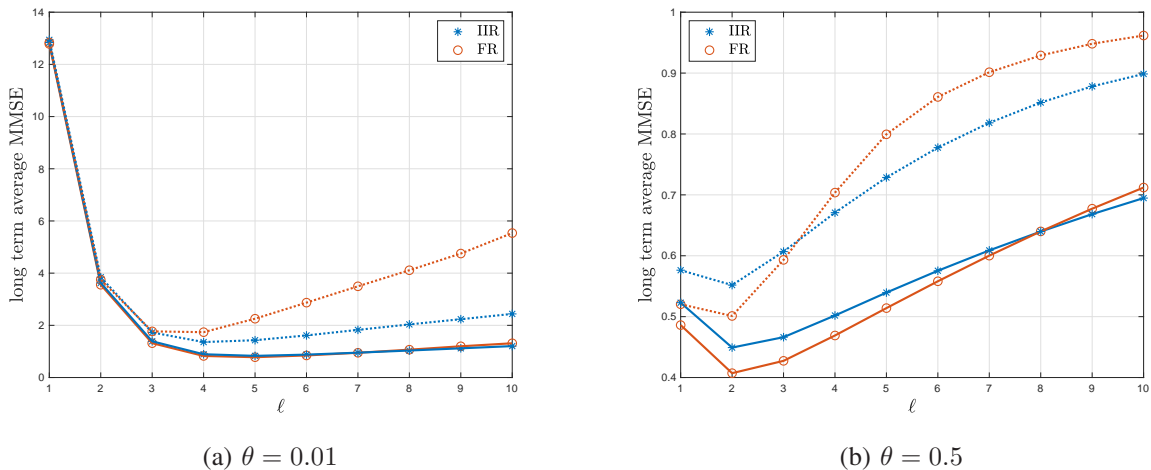 14
12
10
8
6
4
2
0
long term average MMSE
1 2 3 4 5 6 7 8 9 10
ℓ
IIR
FR
(a) θ = 0.01
1
0.9
0.8
0.7
0.6
0.5
0.4
long term average MMSE
1 2 3 4 5 6 7 8 9 10
ℓ
IIR
FR
(b) θ = 0.5